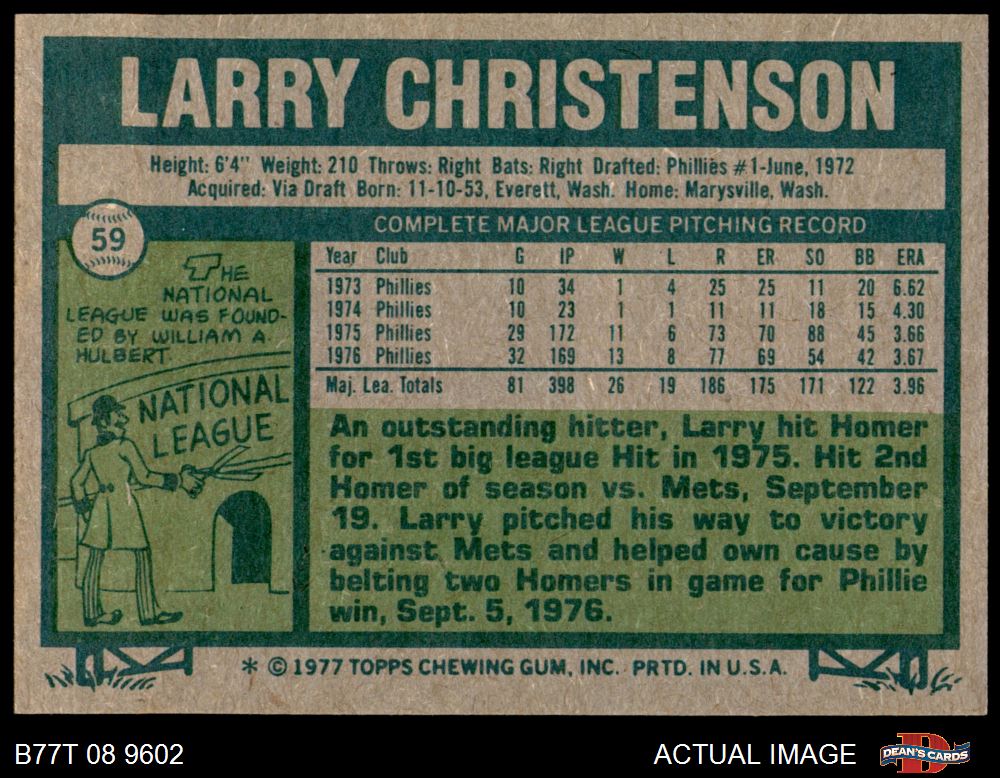 LARRY CHRISTENSON
Height: 6'4" Weight: 210 Throws: Right Bats: Right Drafted: Phillies #1-June, 1972
Acquired: Via Draft Born: 11-10-53, Everett, Wash. Home: Marysville, Wash.
59
COMPLETE MAJOR LEAGUE PITCHING RECORD
THE
NATIONAL
LEAGUE WAS FOUND-
ED BY WILLIAM A.
HULBERT.
NATIONAL
LEAGUE
Year Club G IP W L R ER SO BB ERA
1973 Phillies 10 34 1 4 25 25 11 20 6.62
1974 Phillies 10 23 1 1 11 11 18 15 4.30
1975 Phillies 29 172 11 6 73 70 88 45 3.66
1976 Phillies 32 169 13 8 77 69 54 42 3.67
Maj. Lea. Totals 81 398 26 19 186 175 171 122 3.96
An outstanding hitter, Larry hit Homer
for 1st big league Hit in 1975. Hit 2nd
Homer of season vs. Mets, September
19. Larry pitched his way to victory
against Mets and helped own cause by
belting two Homers in game for Phillie
win, Sept. 5, 1976.
* © 1977 TOPPS CHEWING GUM, INC. PRTD. IN U.S.A.
B77T 08 9602
ACTUAL IMAGE
DEAN'S CARDS